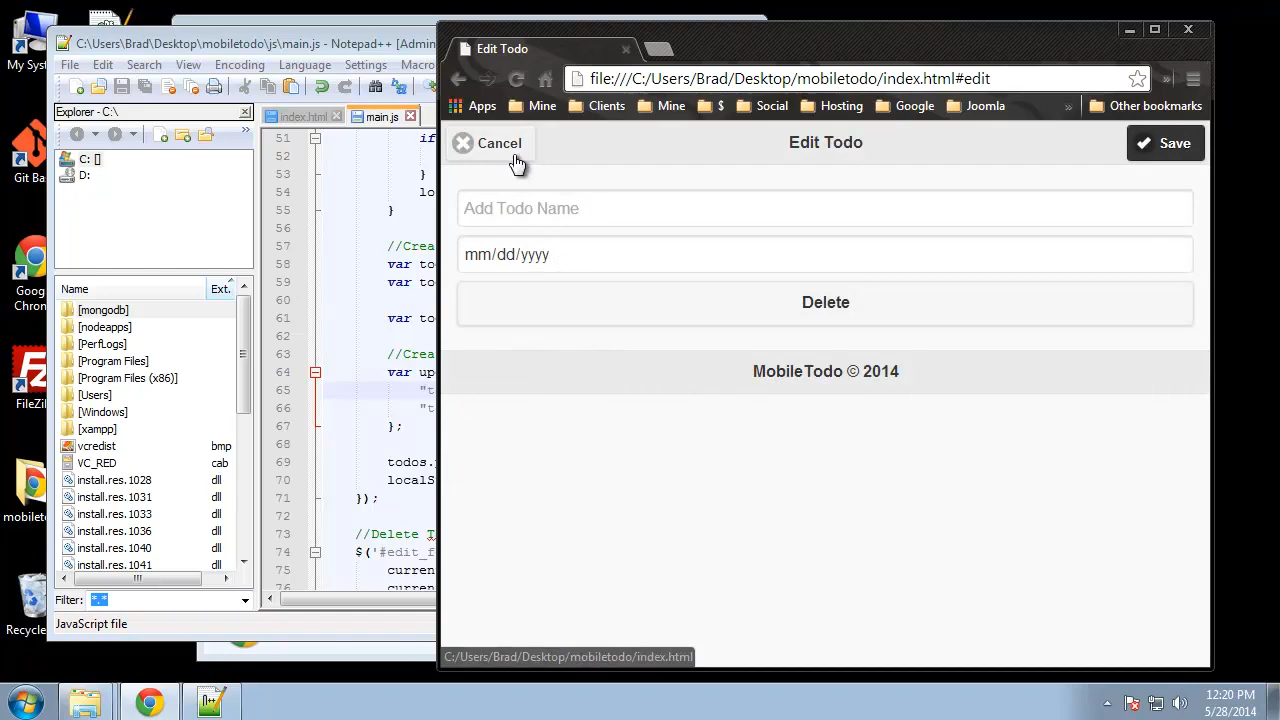 My Sys
Git Bas
Google
Chrom
FileZil
mobilet
Recycle
C:\Users\Brad\Desktop\mobiletodo\js\main.js - Notepad++ [Admin
File Edit Search View Encoding Language Settings Macro
Explorer - C:\
»
C: []
D:
Name Ext.
[mongodb]
[nodeapps]
[PerfLogs]
[Program Files]
[Program Files (x86)]
[Users]
[Windows]
[xampp]
vcredist bmp
VC_RED cab
install.res.1028 dll
install.res.1031 dll
install.res.1033 dll
install.res.1036 dll
install.res.1040 dll
install.res.1041 dll
Filter: *.*
JavaScript file
index.html main.js
51 if
52
53 }
54 lo
55 }
56
57 //Crea
58 var to
59 var to
60
61 var to
62
63 //Crea
64 var up
65 "t
66 "t
67 };
68
69 todos.
70 localS
71 });
72
73 //Delete T
74 $('#edit_f
75 curren
76 curren
Edit Todo
file:///C:/Users/Brad/Desktop/mobiletodo/index.html#edit
»
Apps Mine Clients Mine $ Social Hosting Google Joomla » Other bookmarks
Cancel Edit Todo Save
Add Todo Name
mm/dd/yyyy
Delete
MobileTodo © 2014
C:/Users/Brad/Desktop/mobiletodo/index.html
12:20 PM
5/28/2014